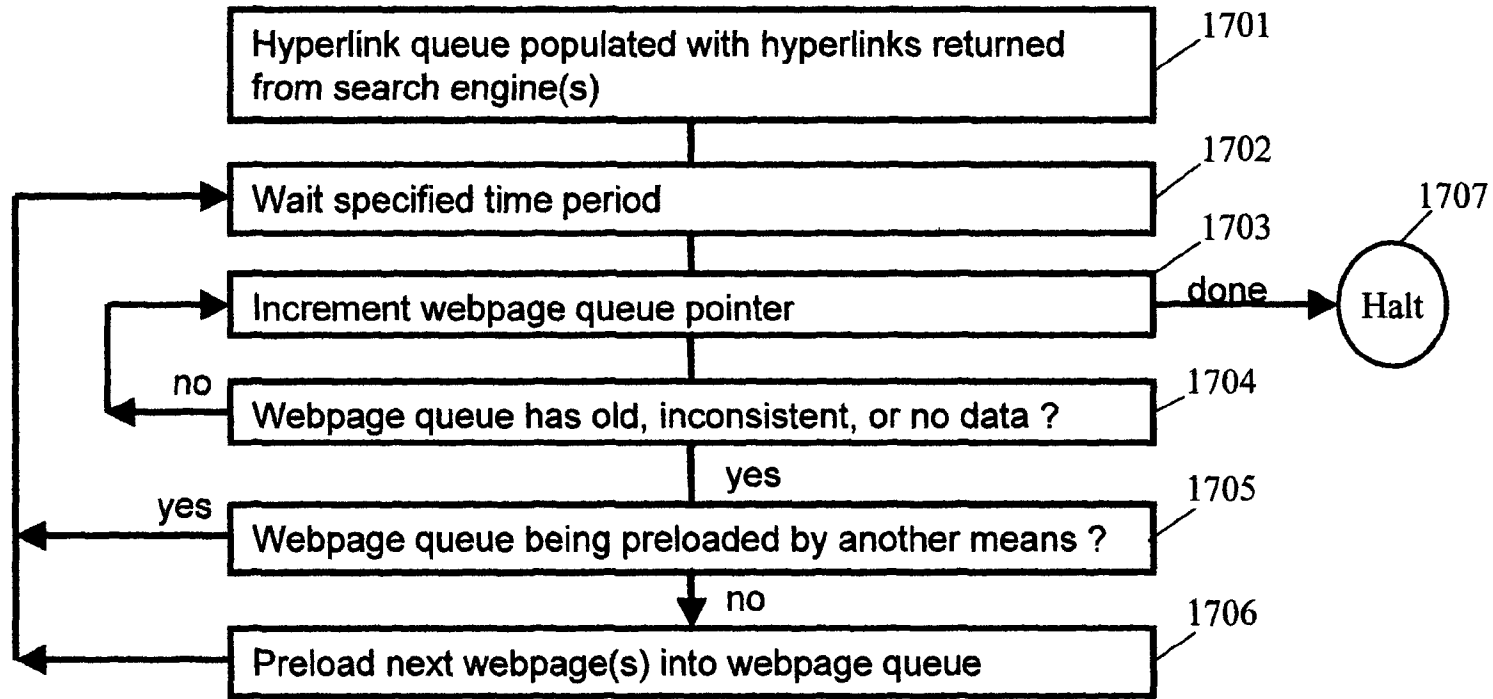 1701
Hyperlink queue populated with hyperlinks returned
from search engine(s)
1702
Wait specified time period
1703
1707
Increment webpage queue pointer
done
Halt
no
1704
Webpage queue has old, inconsistent, or no data ?
yes
1705
yes
Webpage queue being preloaded by another means ?
no
1706
Preload next webpage(s) into webpage queue